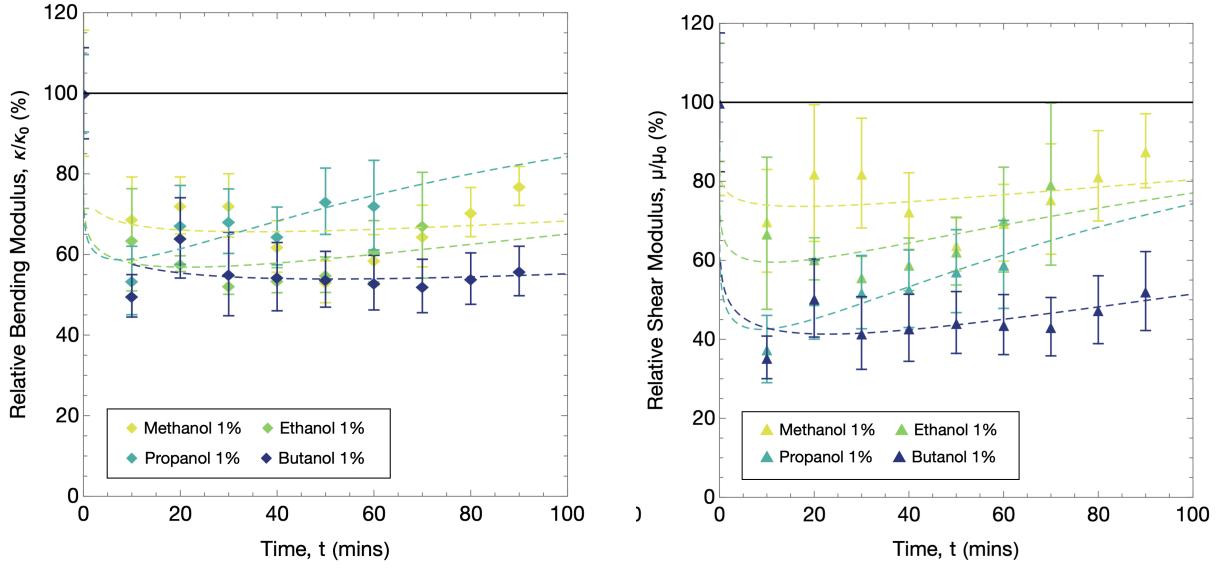 120
100
80
60
40
20
0
Relative Bending Modulus, κ/κ₀ (%)
Methanol 1%
Ethanol 1%
Propanol 1%
Butanol 1%
0
20
40
60
80
100
Time, t (mins)
120
100
80
60
40
20
0
Relative Shear Modulus, μ/μ₀ (%)
Methanol 1%
Ethanol 1%
Propanol 1%
Butanol 1%
0
0
20
40
60
80
100
Time, t (mins)